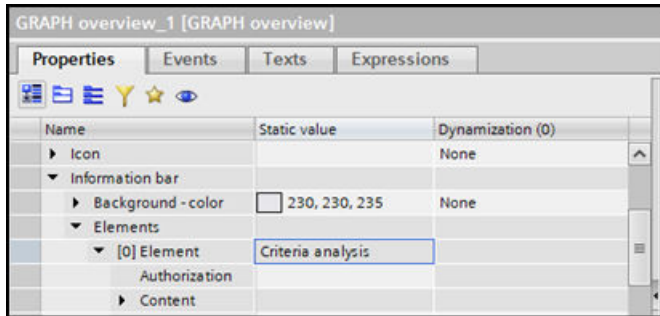 GRAPH overview_1 [GRAPH overview]
Properties Events Texts Expressions
Name Static value Dynamization (0)
Icon None
Information bar
Background - color 230, 230, 235 None
Elements
[0] Element Criteria analysis
Authorization
Content